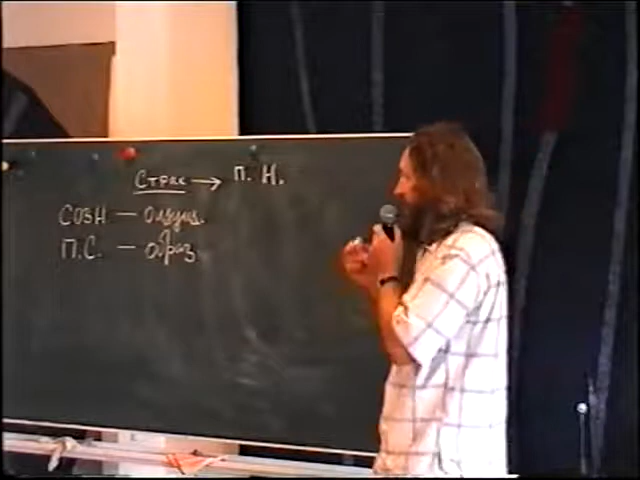 Страх → П. Н.
СОЗН — ощущ.
П.С. — образ.